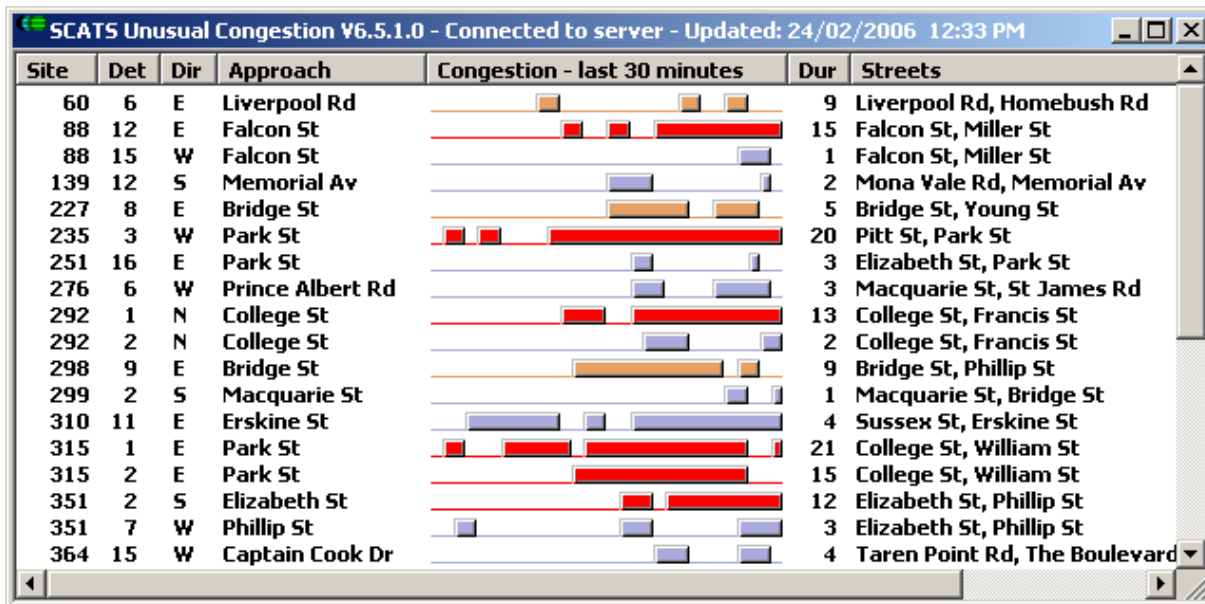 SCATS Unusual Congestion V6.5.1.0 - Connected to server - Updated: 24/02/2006 12:33 PM
Site Det Dir Approach Congestion - last 30 minutes Dur Streets
60 6 E Liverpool Rd 9 Liverpool Rd, Homebush Rd
88 12 E Falcon St 15 Falcon St, Miller St
88 15 W Falcon St 1 Falcon St, Miller St
139 12 S Memorial Av 2 Mona Vale Rd, Memorial Av
227 8 E Bridge St 5 Bridge St, Young St
235 3 W Park St 20 Pitt St, Park St
251 16 E Park St 3 Elizabeth St, Park St
276 6 W Prince Albert Rd 3 Macquarie St, St James Rd
292 1 N College St 13 College St, Francis St
292 2 N College St 2 College St, Francis St
298 9 E Bridge St 9 Bridge St, Phillip St
299 2 S Macquarie St 1 Macquarie St, Bridge St
310 11 E Erskine St 4 Sussex St, Erskine St
315 1 E Park St 21 College St, William St
315 2 E Park St 15 College St, William St
351 2 S Elizabeth St 12 Elizabeth St, Phillip St
351 7 W Phillip St 3 Elizabeth St, Phillip St
364 15 W Captain Cook Dr 4 Taren Point Rd, The Boulevard